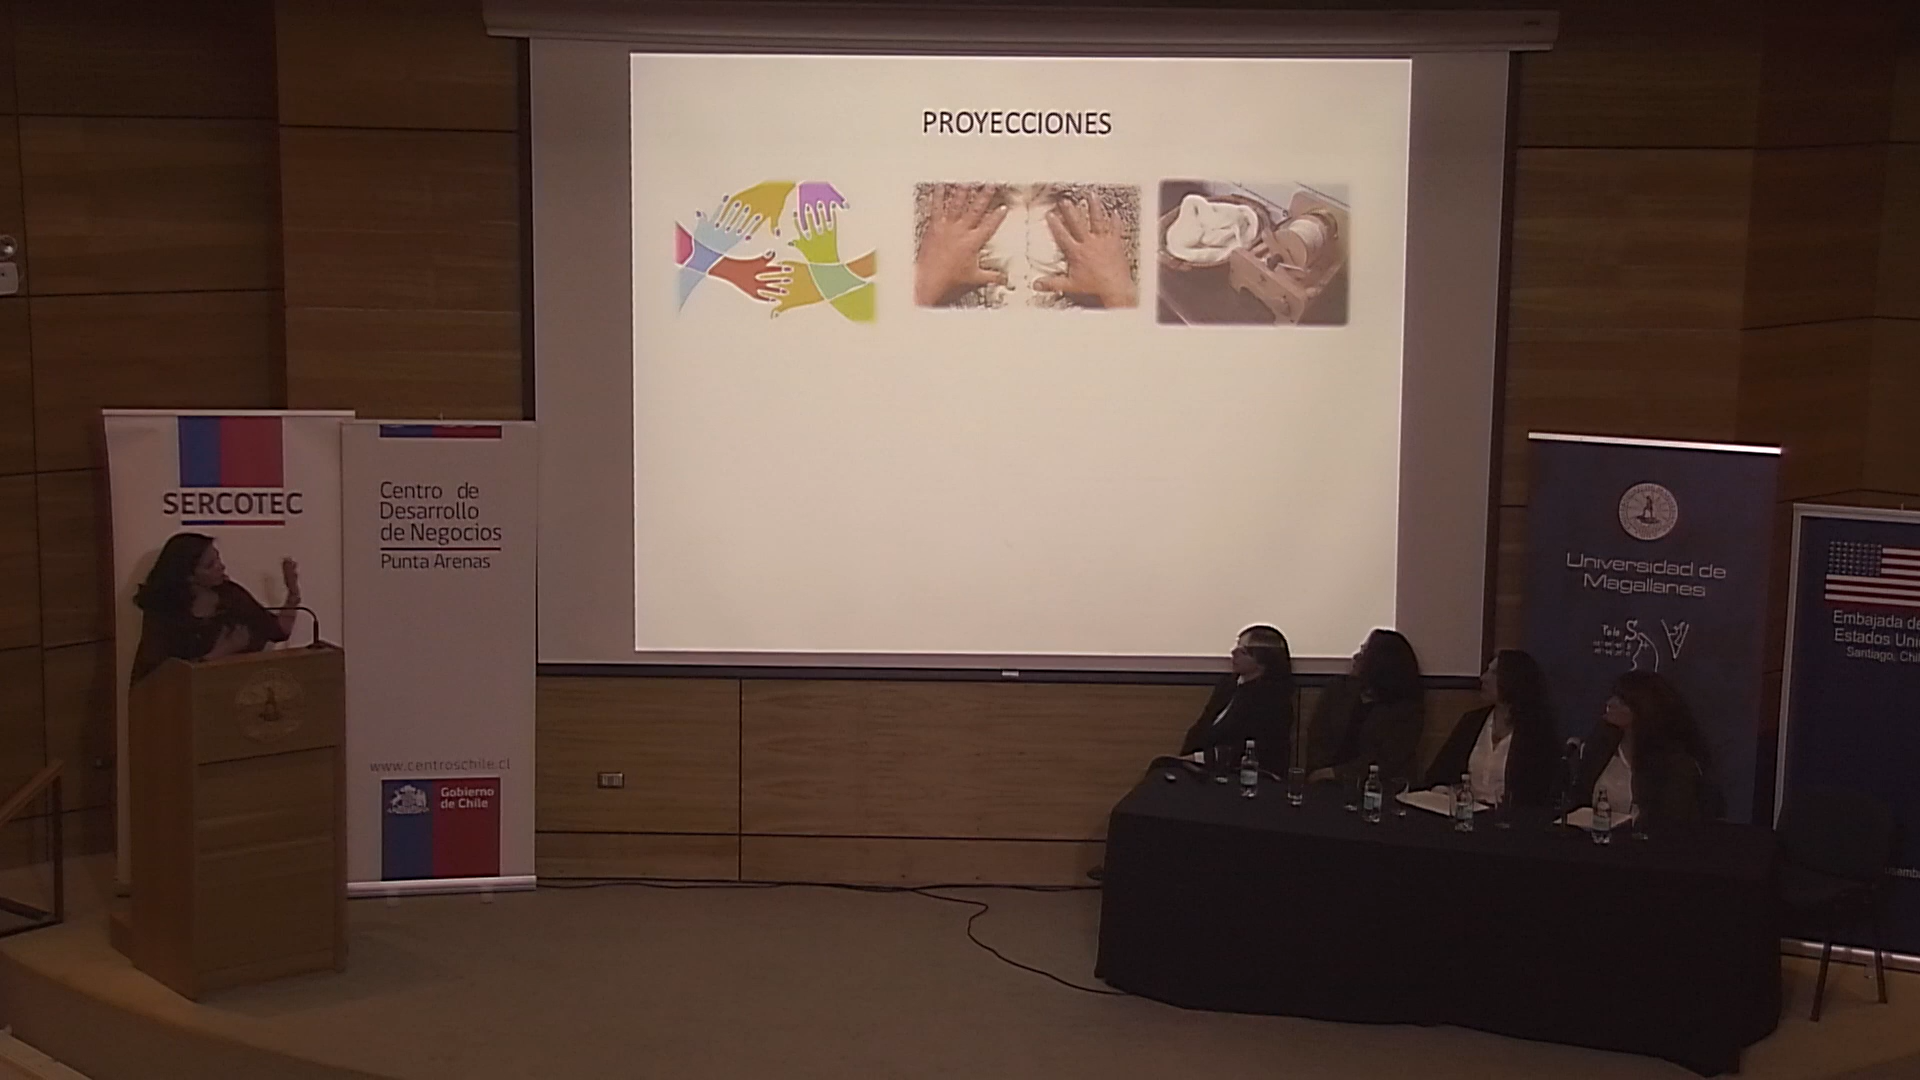 PROYECCIONES
SERCOTEC
Centro de
Desarrollo
de Negocios
Punta Arenas
www.centroschile.cl
Gobierno
de Chile
Universidad de
Magallanes
Embajada de
Estados Uni
Santiago, Chi